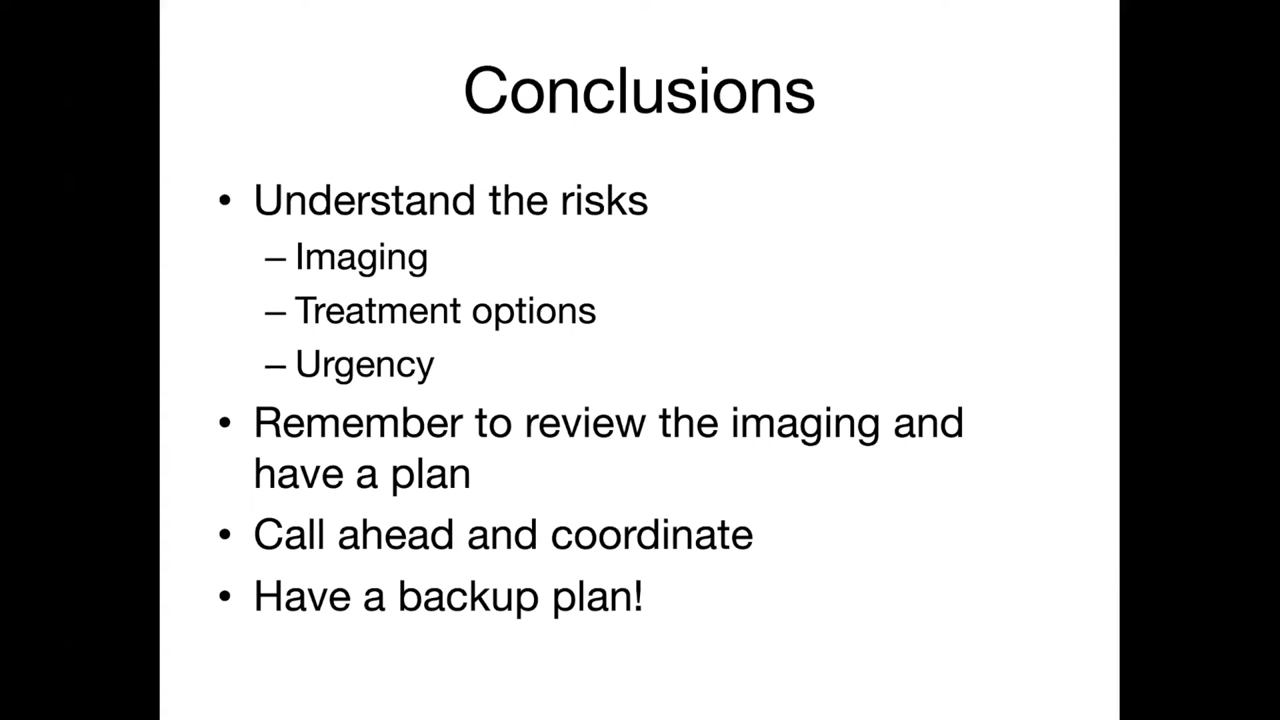 Conclusions
• Understand the risks
– Imaging
– Treatment options
– Urgency
• Remember to review the imaging and
have a plan
• Call ahead and coordinate
• Have a backup plan!